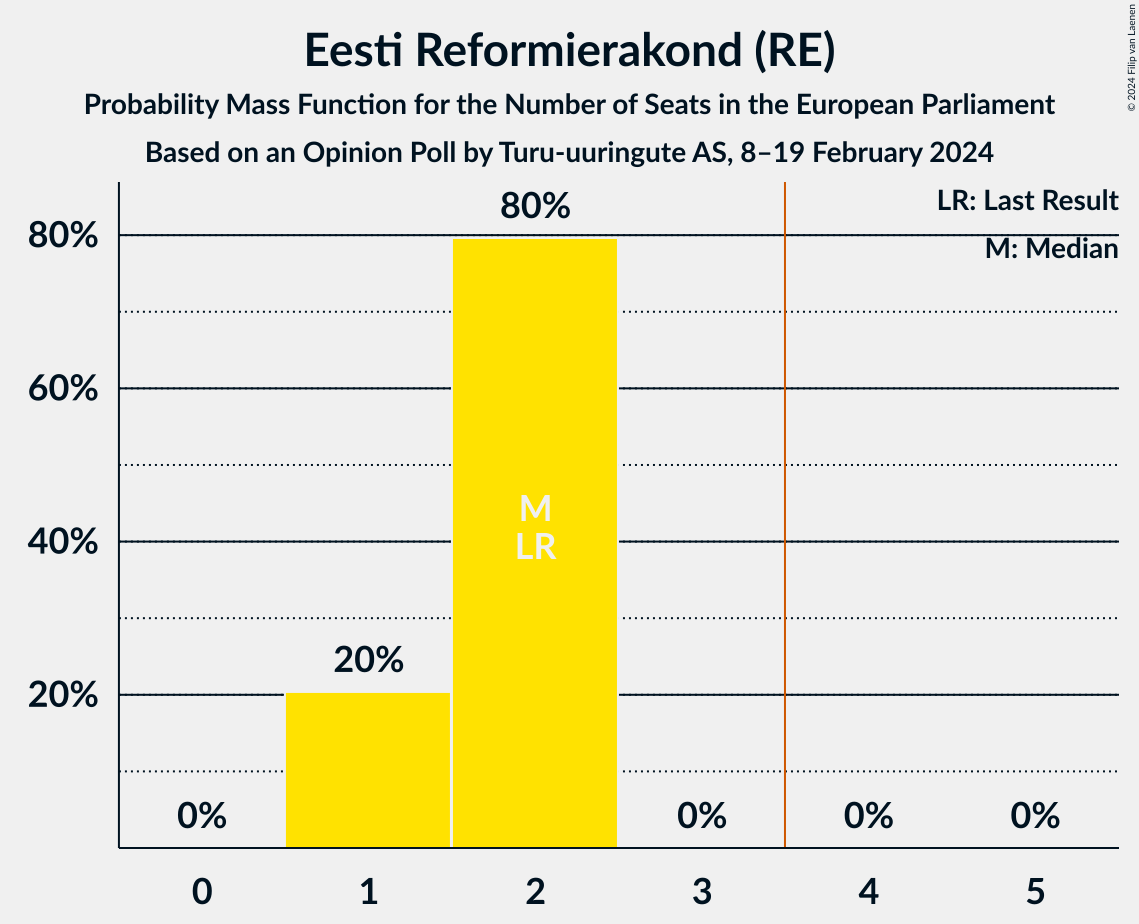 Eesti Reformierakond (RE)
Probability Mass Function for the Number of Seats in the European Parliament
Based on an Opinion Poll by Turu-uuringute AS, 8–19 February 2024
© 2024 Filip van Laenen
LR: Last Result
M: Median
80%
60%
40%
20%
0%
20%
80%
M
LR
0%
0%
0%
0
1
2
3
4
5